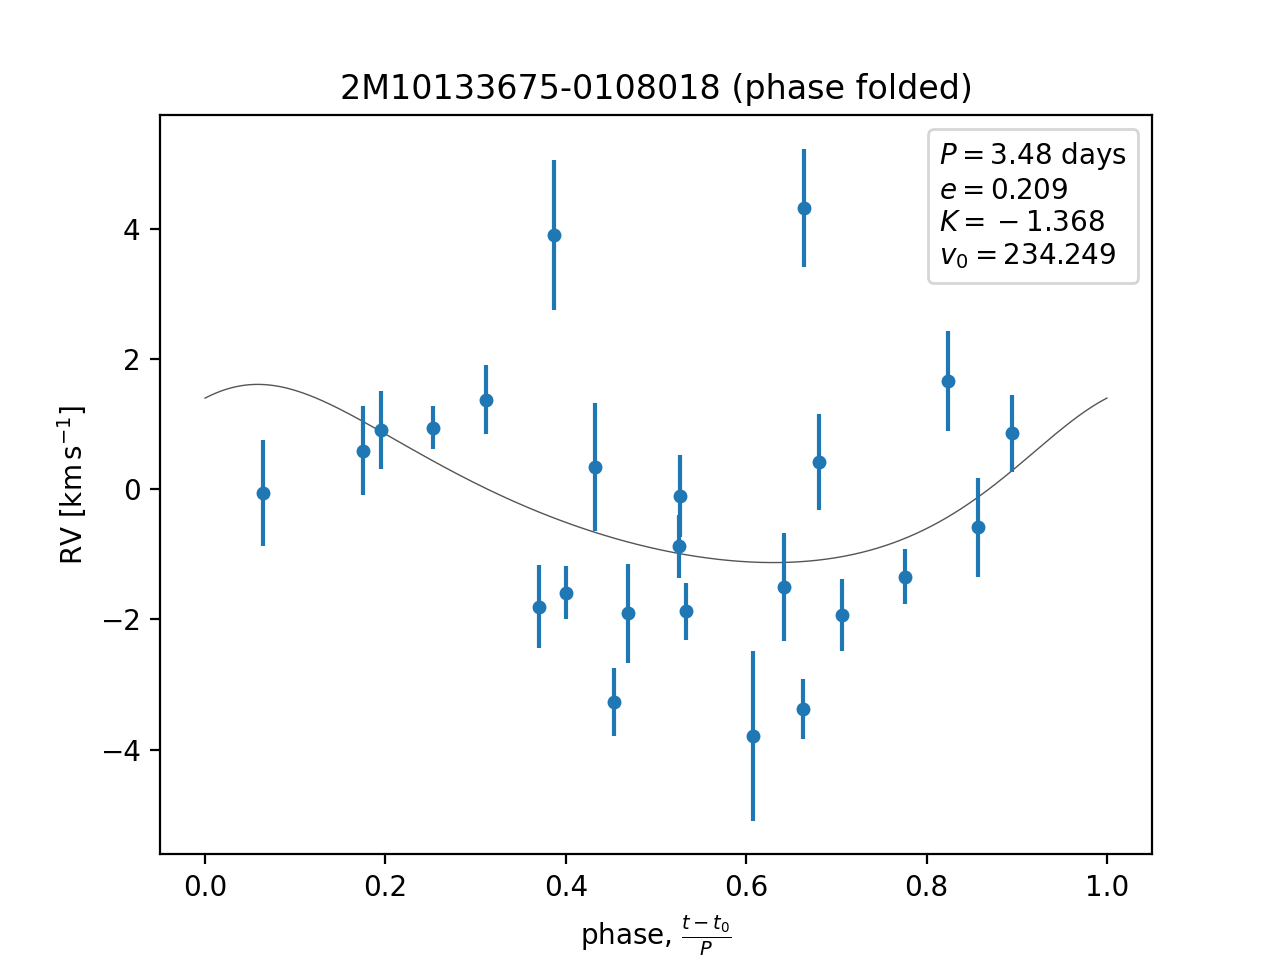 2M10133675-0108018 (phase folded)
P = 3.48 days
e = 0.209
K = −1.368
v₀ = 234.249
RV [km s⁻¹]
4
2
0
−2
−4
0.0 0.2 0.4 0.6 0.8 1.0
phase, (t − t₀)/P